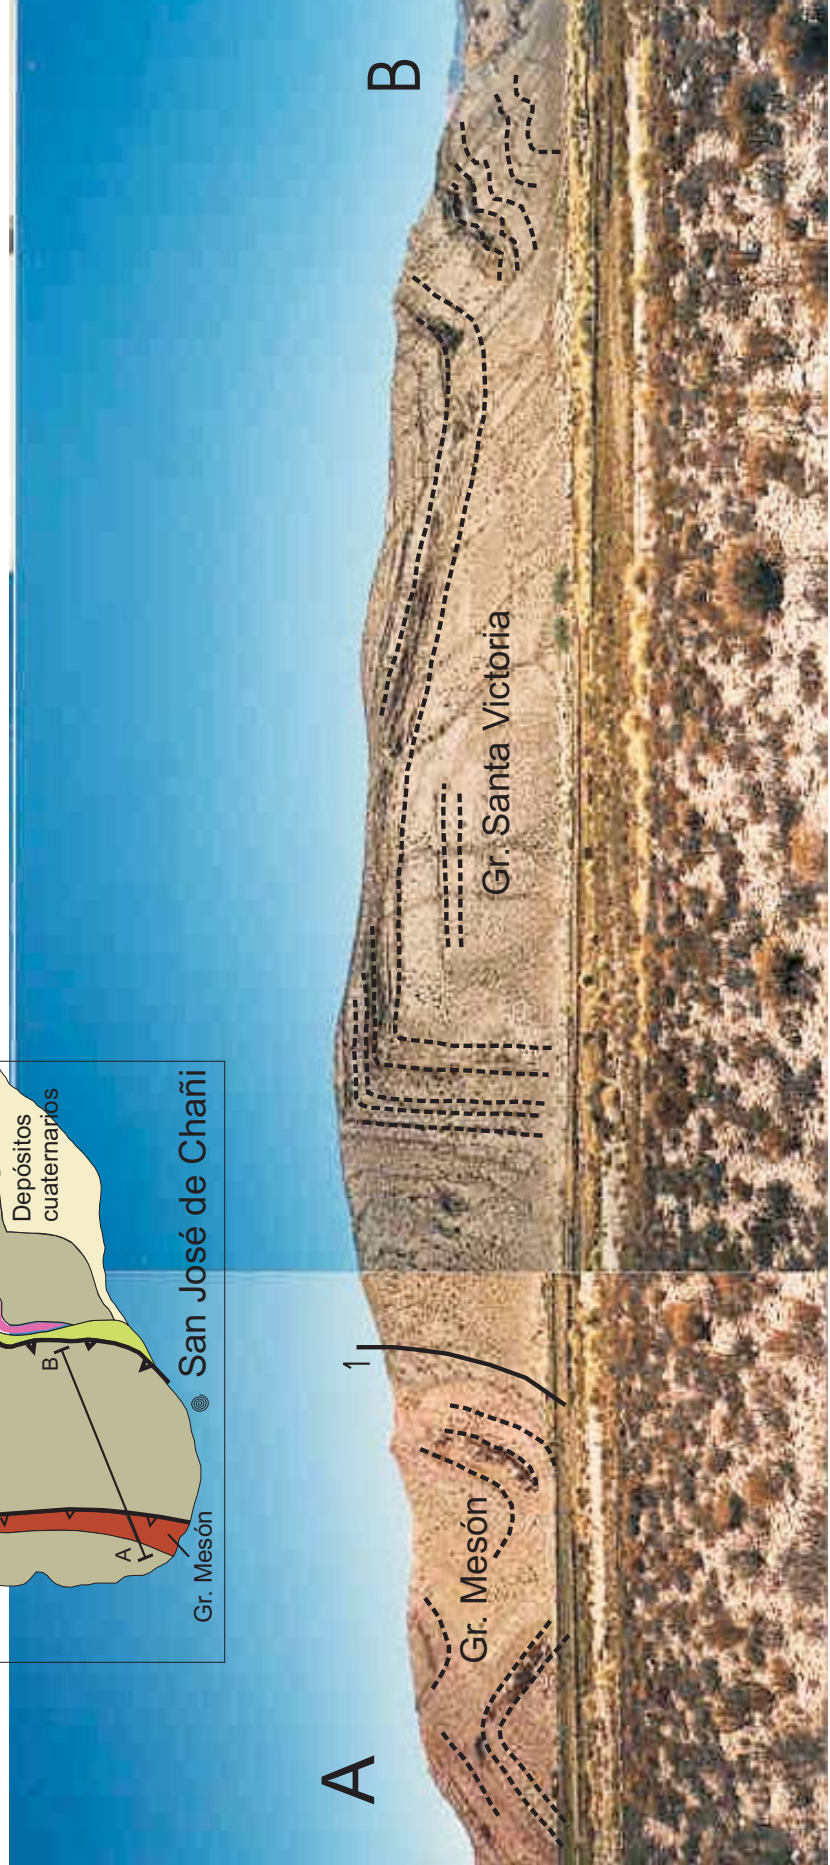 Depósitos
cuaternarios
B
San José de Chañi
A
Gr. Mesón
A
B
1
Gr. Mesón
Gr. Santa Victoria